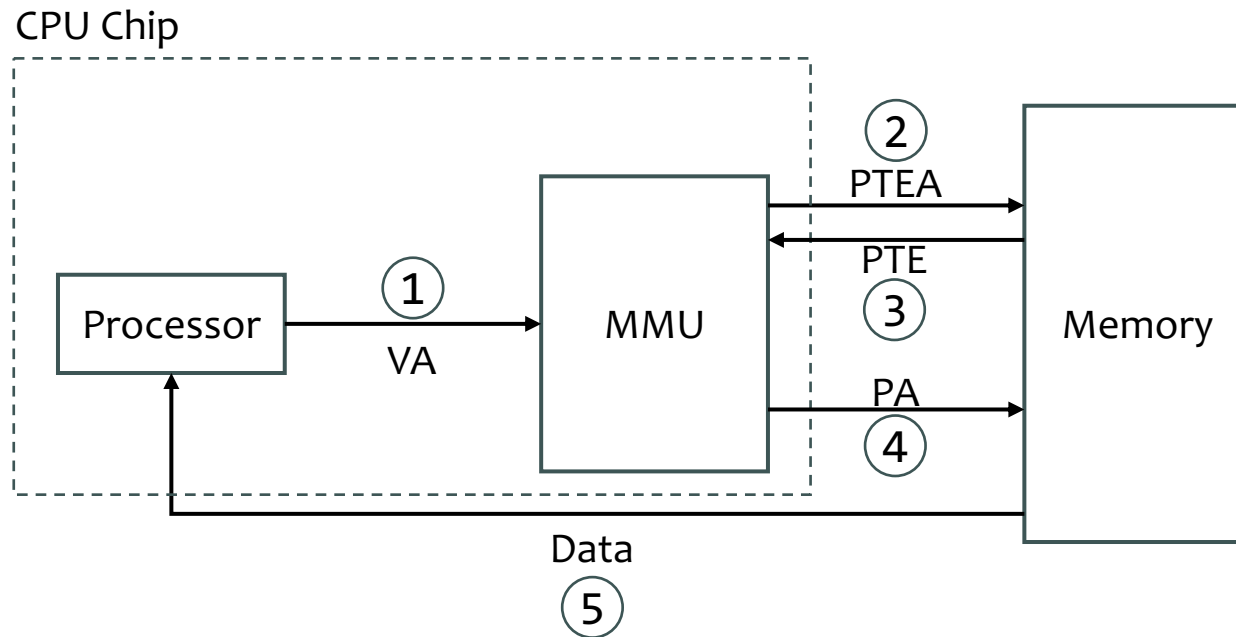 CPU Chip
2
PTEA
1
PTE
3
Processor
MMU
Memory
VA
PA
4
Data
5